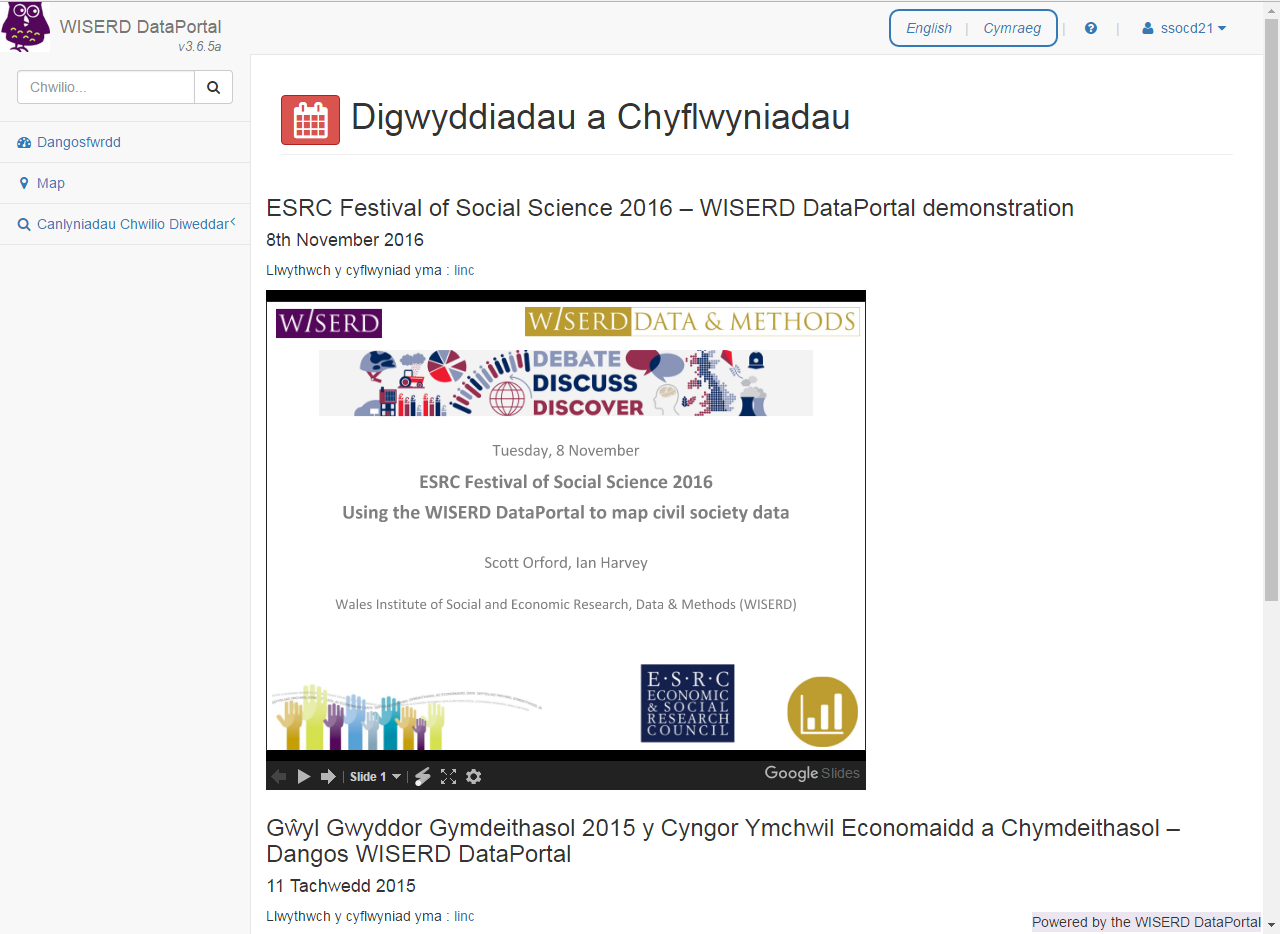 WISERD DataPortal
v3.6.5a
English | Cymraeg | | ssocd21
Chwilio...
Dangosfwrdd
Map
Canlyniadau Chwilio Diweddar
Digwyddiadau a Chyflwyniadau
ESRC Festival of Social Science 2016 – WISERD DataPortal demonstration
8th November 2016
Llwythwch y cyflwyniad yma : linc
W/SERD
W/SERD DATA & METHODS
DEBATE
DISCUSS
DISCOVER
Tuesday, 8 November
ESRC Festival of Social Science 2016
Using the WISERD DataPortal to map civil society data
Scott Orford, Ian Harvey
Wales Institute of Social and Economic Research, Data & Methods (WISERD)
E·S·R·C
ECONOMIC
& SOCIAL
RESEARCH
COUNCIL
Slide 1
Google Slides
Gŵyl Gwyddor Gymdeithasol 2015 y Cyngor Ymchwil Economaidd a Chymdeithasol –
Dangos WISERD DataPortal
11 Tachwedd 2015
Llwythwch y cyflwyniad yma : linc
Powered by the WISERD DataPortal